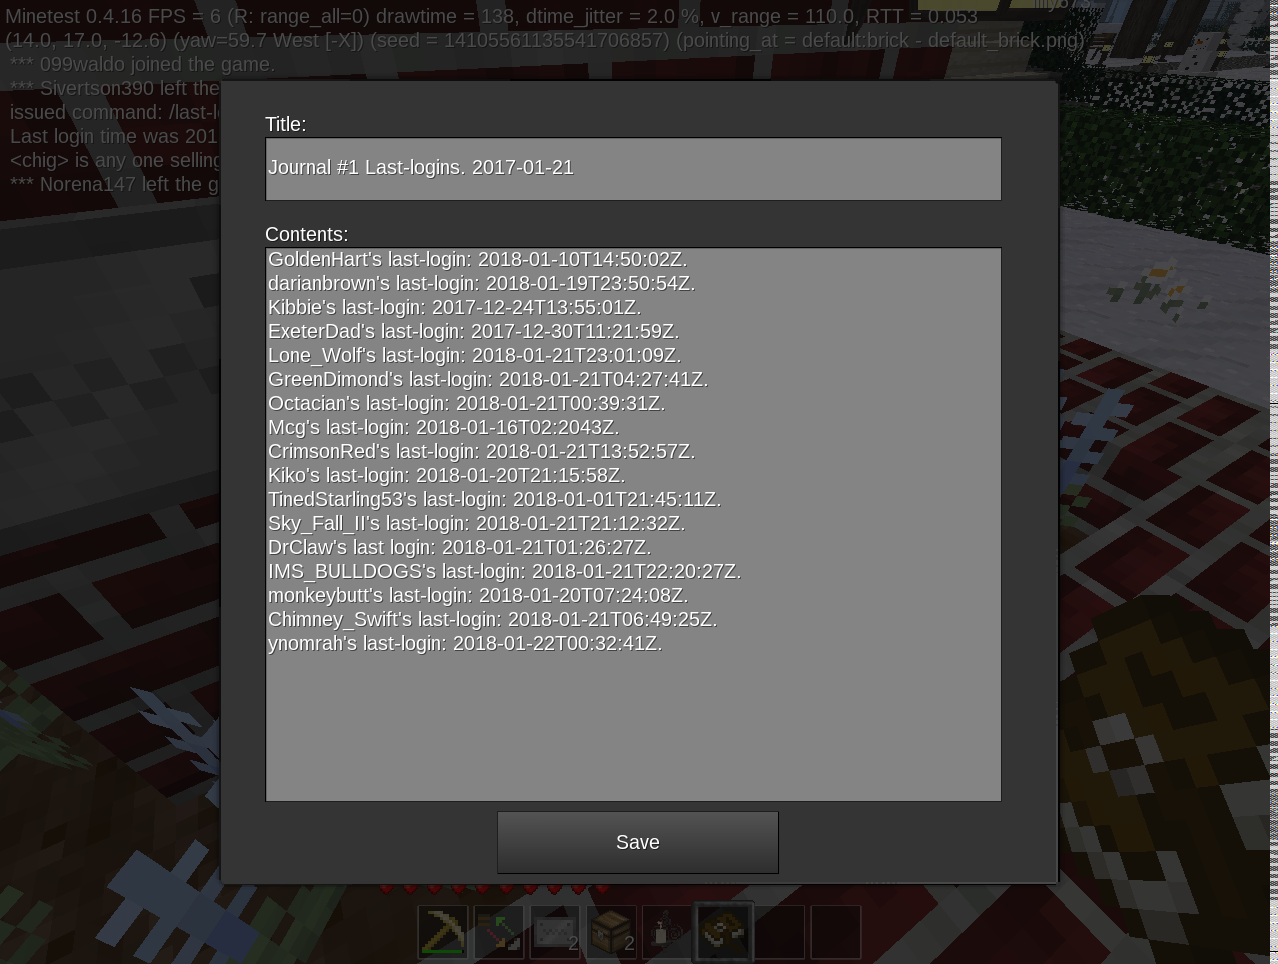 Minetest 0.4.16 FPS = 6 (R: range_all=0) drawtime = 138, dtime_jitter = 2.0 %, v_range = 110.0, RTT = 0.053
(14.0, 17.0, -12.6) (yaw=59.7 West [-X]) (seed = 14105561135541706857) (pointing_at = default:brick - default_brick.png)
*** 099waldo joined the game.
*** Sivertson390 left the
issued command: /last-l
Last login time was 201
<chig> is any one selling
*** Norena147 left the g
Title:
Journal #1 Last-logins. 2017-01-21
Contents:
GoldenHart's last-login: 2018-01-10T14:50:02Z.
darianbrown's last-login: 2018-01-19T23:50:54Z.
Kibbie's last-login: 2017-12-24T13:55:01Z.
ExeterDad's last-login: 2017-12-30T11:21:59Z.
Lone_Wolf's last-login: 2018-01-21T23:01:09Z.
GreenDimond's last-login: 2018-01-21T04:27:41Z.
Octacian's last-login: 2018-01-21T00:39:31Z.
Mcg's last-login: 2018-01-16T02:2043Z.
CrimsonRed's last-login: 2018-01-21T13:52:57Z.
Kiko's last-login: 2018-01-20T21:15:58Z.
TinedStarling53's last-login: 2018-01-01T21:45:11Z.
Sky_Fall_II's last-login: 2018-01-21T21:12:32Z.
DrClaw's last login: 2018-01-21T01:26:27Z.
IMS_BULLDOGS's last-login: 2018-01-21T22:20:27Z.
monkeybutt's last-login: 2018-01-20T07:24:08Z.
Chimney_Swift's last-login: 2018-01-21T06:49:25Z.
ynomrah's last-login: 2018-01-22T00:32:41Z.
Save
2 2